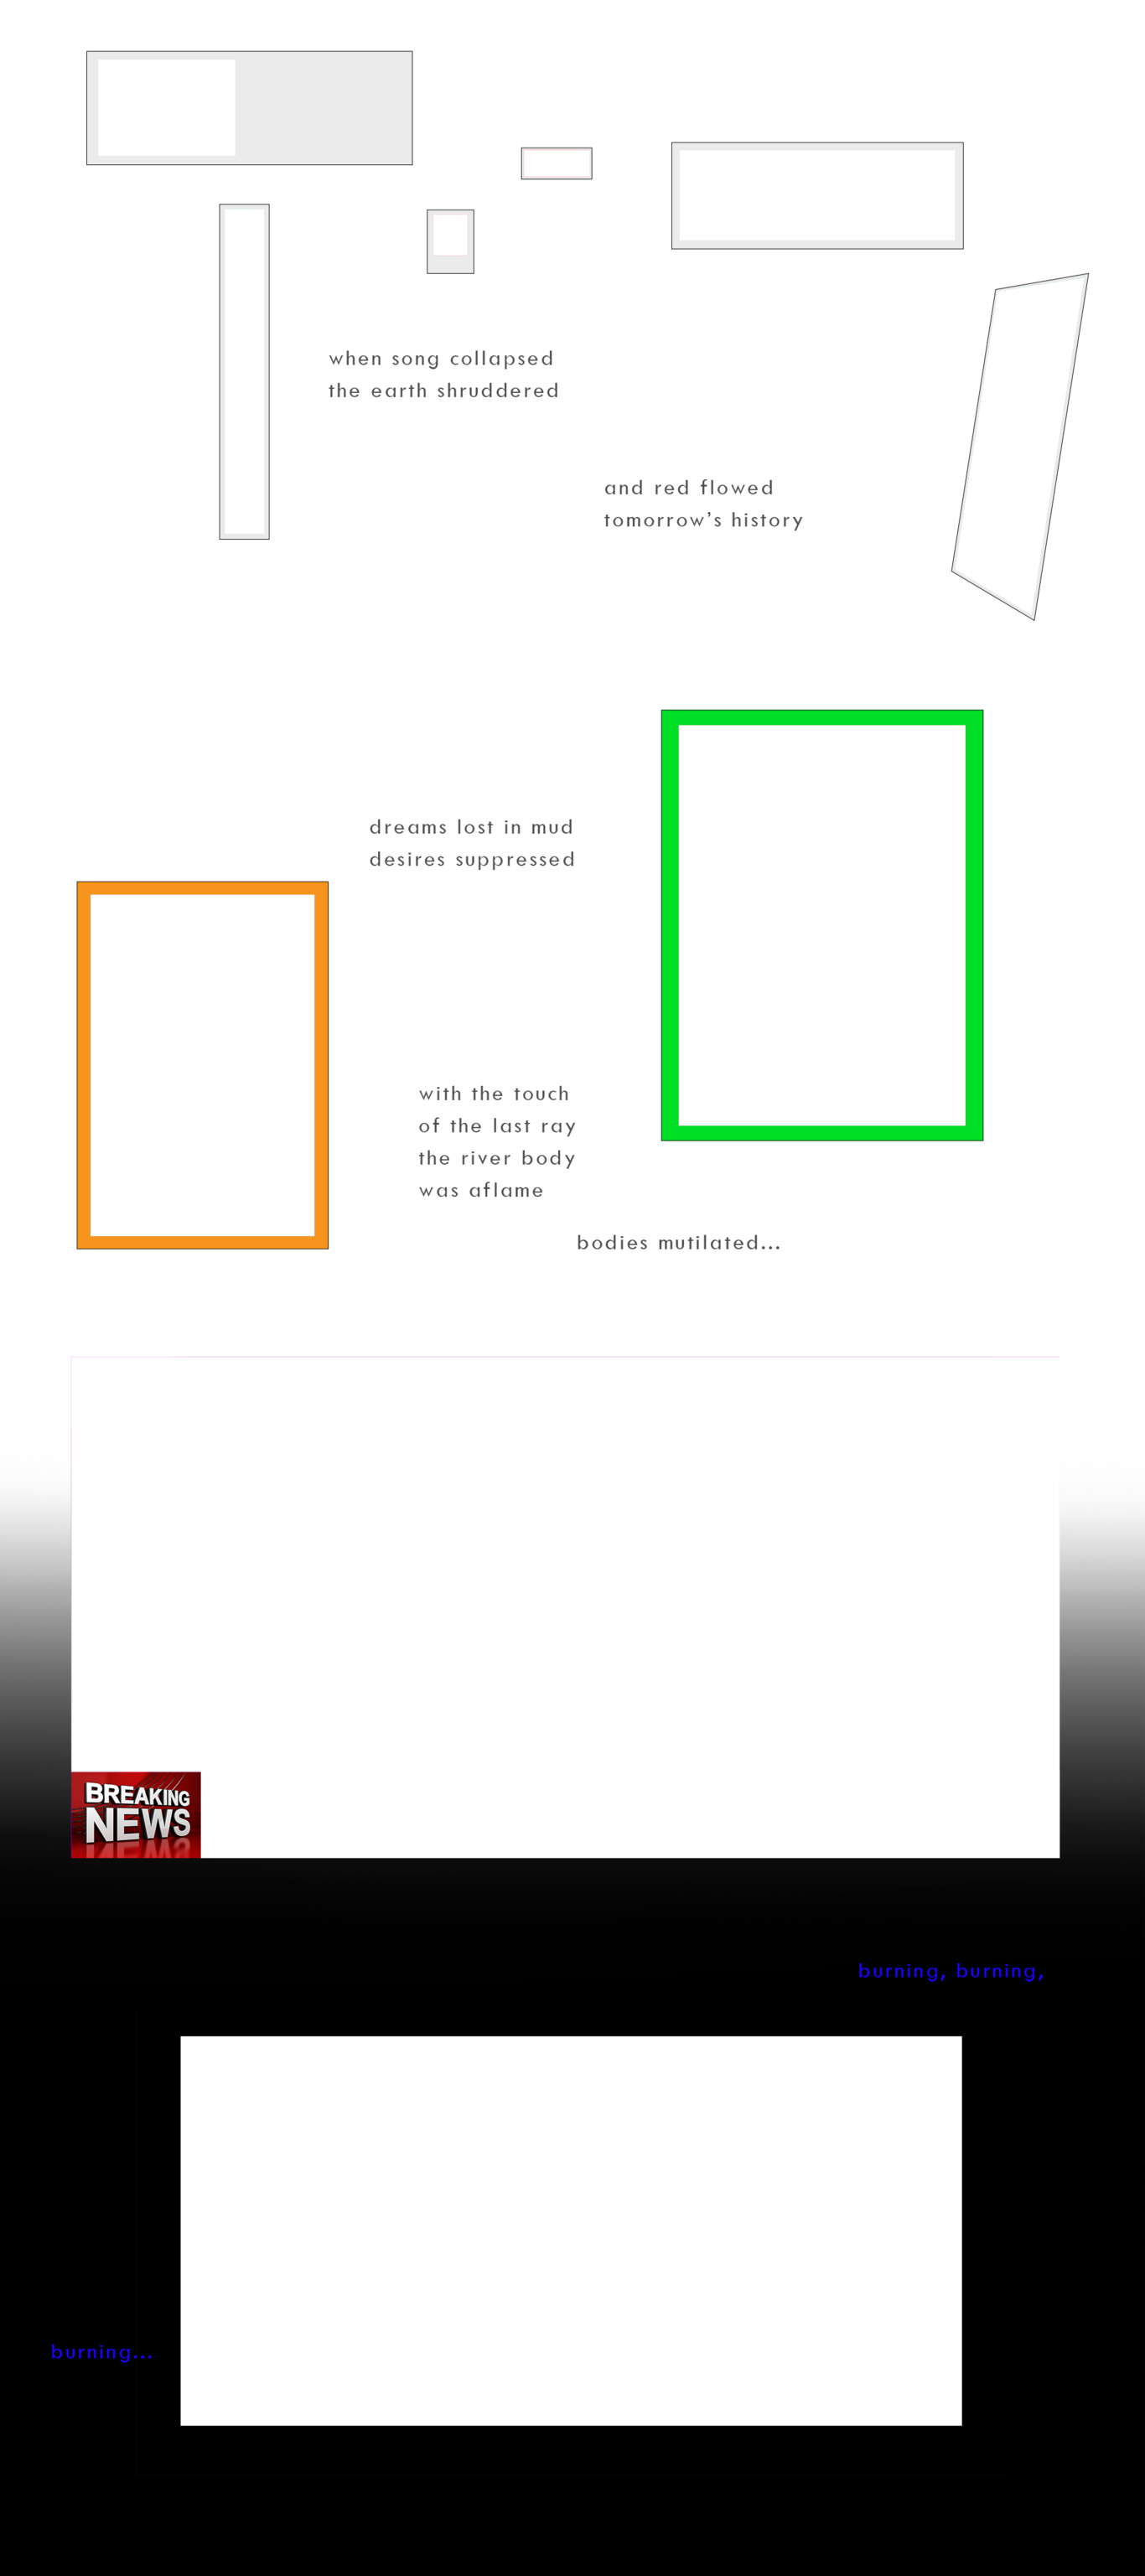 when song collapsed
the earth shruddered
and red flowed
tomorrow’s history
dreams lost in mud
desires suppressed
with the touch
of the last ray
the river body
was aflame
bodies mutilated...
BREAKING
NEWS
burning, burning,
burning...